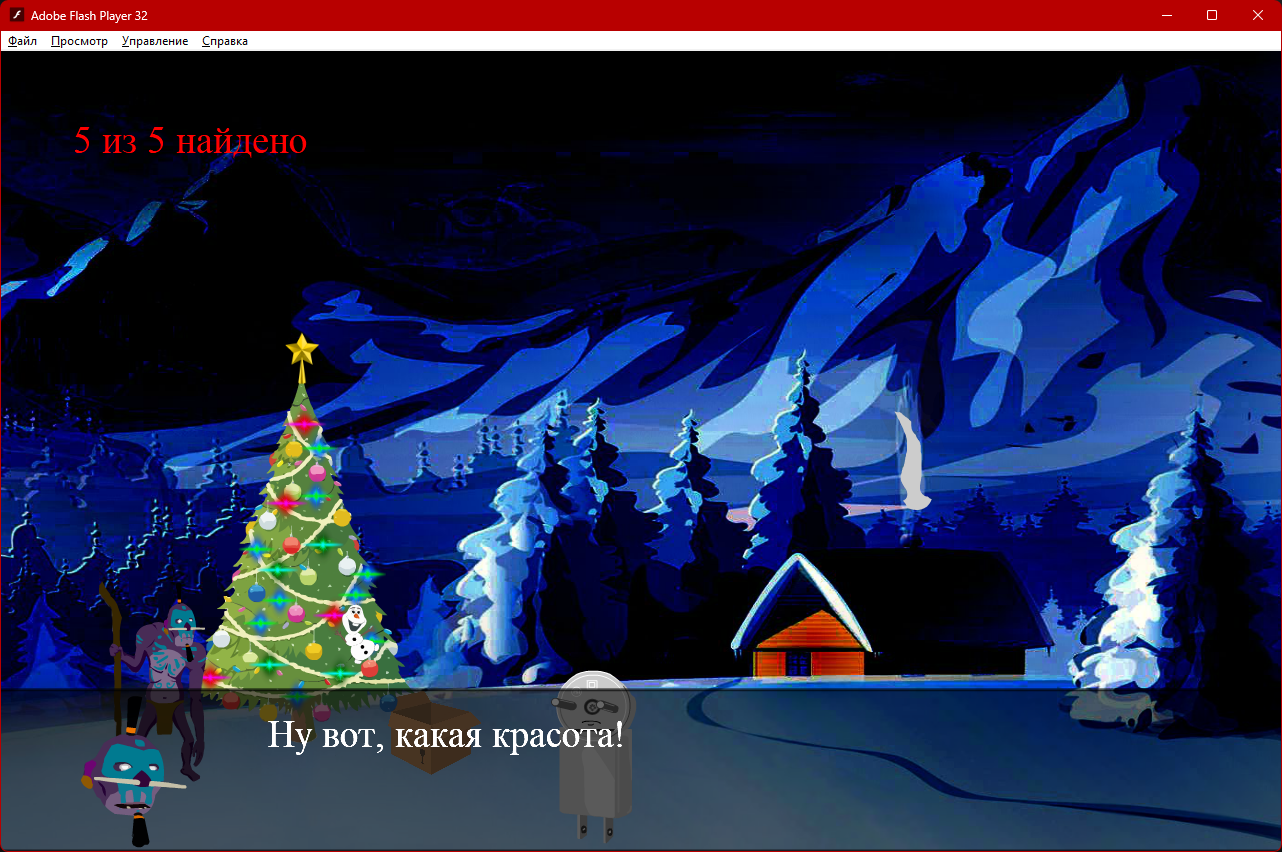 Adobe Flash Player 32
Файл Просмотр Управление Справка
5 из 5 найдено
Ну вот, какая красота!